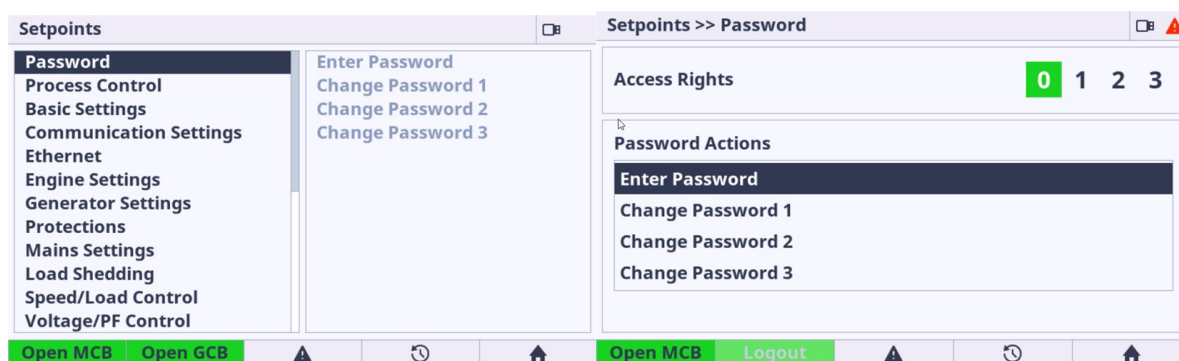 Setpoints
Password
Process Control
Basic Settings
Communication Settings
Ethernet
Engine Settings
Generator Settings
Protections
Mains Settings
Load Shedding
Speed/Load Control
Voltage/PF Control
Enter Password
Change Password 1
Change Password 2
Change Password 3
Open MCB Open GCB
Setpoints >> Password
Access Rights 0 1 2 3
Password Actions
Enter Password
Change Password 1
Change Password 2
Change Password 3
Open MCB Logout